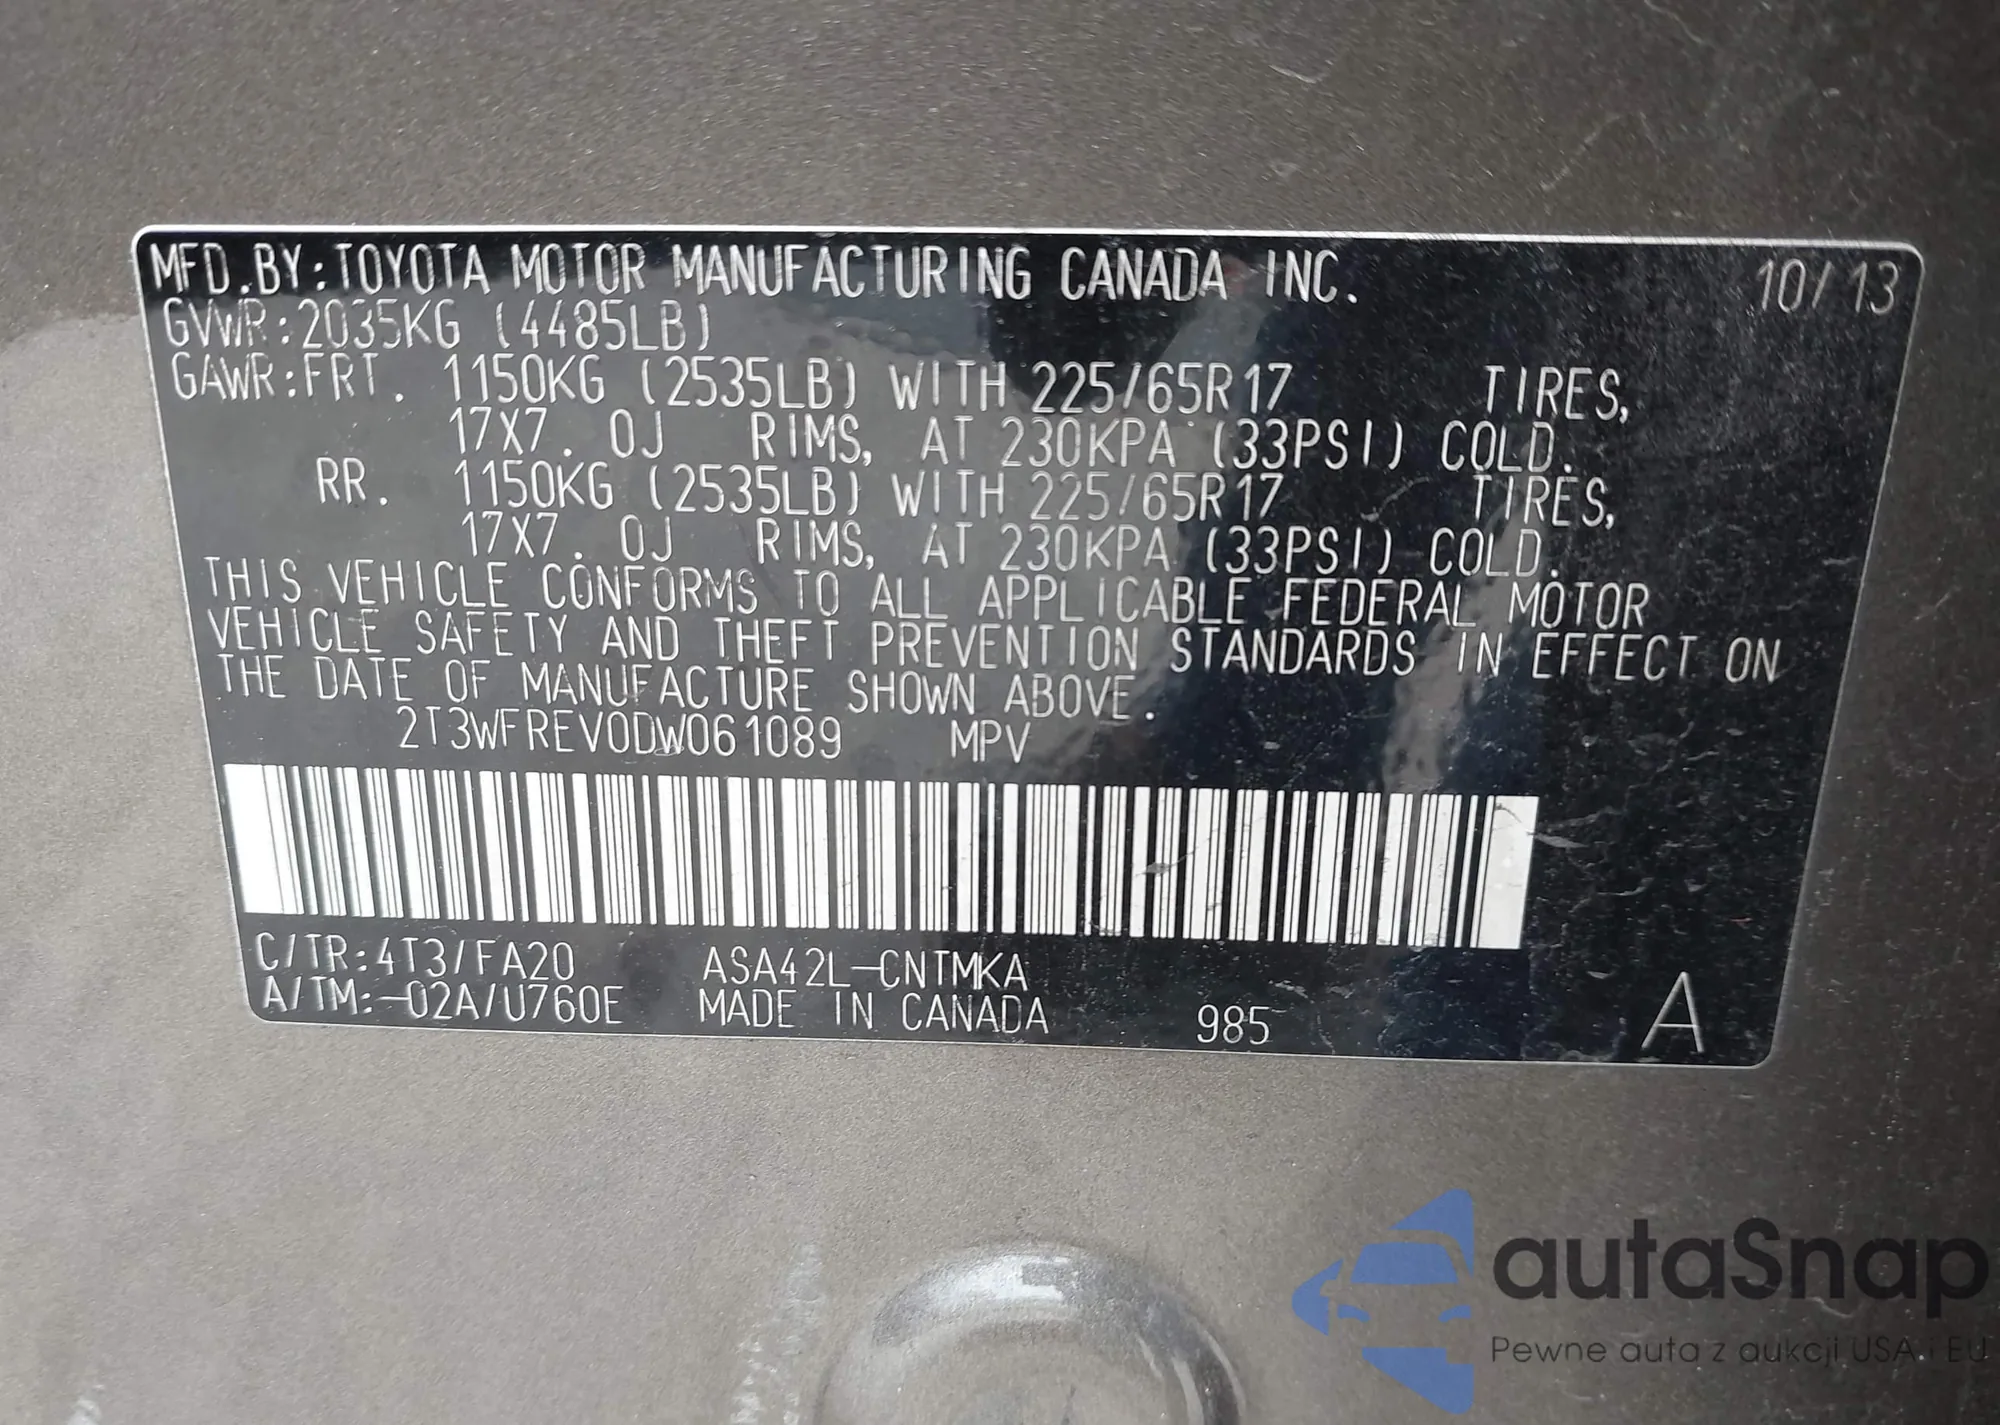 MFD.BY:TOYOTA MOTOR MANUFACTURING CANADA INC. 10/13
GVWR:2035KG (4485LB)
GAWR:FRT. 1150KG (2535LB) WITH 225/65R17 TIRES,
17X7.0J RIMS, AT 230KPA (33PSI) COLD.
RR. 1150KG (2535LB) WITH 225/65R17 TIRES,
17X7.0J RIMS, AT 230KPA (33PSI) COLD.
THIS VEHICLE CONFORMS TO ALL APPLICABLE FEDERAL MOTOR
VEHICLE SAFETY AND THEFT PREVENTION STANDARDS IN EFFECT ON
THE DATE OF MANUFACTURE SHOWN ABOVE.
2T3WFREV0DW061089 MPV
C/TR:4T3/FA20 ASA42L-CNTMKA
A/TM:-02A/U760E MADE IN CANADA 985 A
autaSnap
Pewne auta z aukcji USA i EU